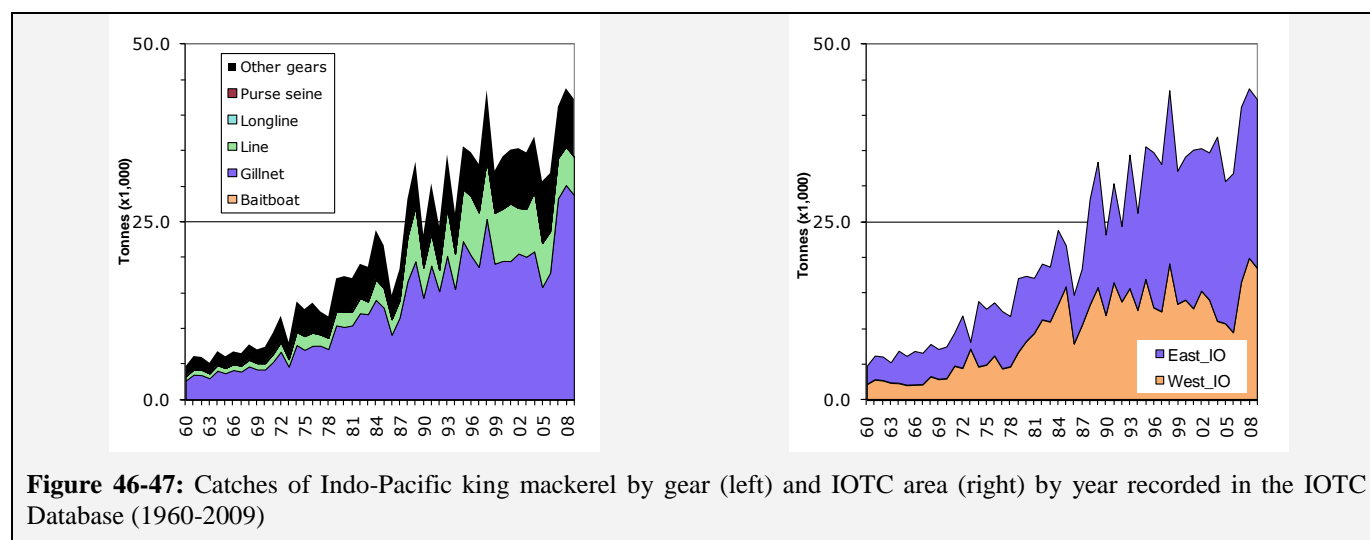 50.0
Other gears
Purse seine
Longline
Line
Gillnet
Baitboat
25.0
0.0
Tonnes (x1,000)
60 63 66 69 72 75 78 81 84 87 90 93 96 99 02 05 08
50.0
25.0
0.0
Tonnes (x1,000)
East_IO
West_IO
60 63 66 69 72 75 78 81 84 87 90 93 96 99 02 05 08
Figure 46-47: Catches of Indo-Pacific king mackerel by gear (left) and IOTC area (right) by year recorded in the IOTC
Database (1960-2009)